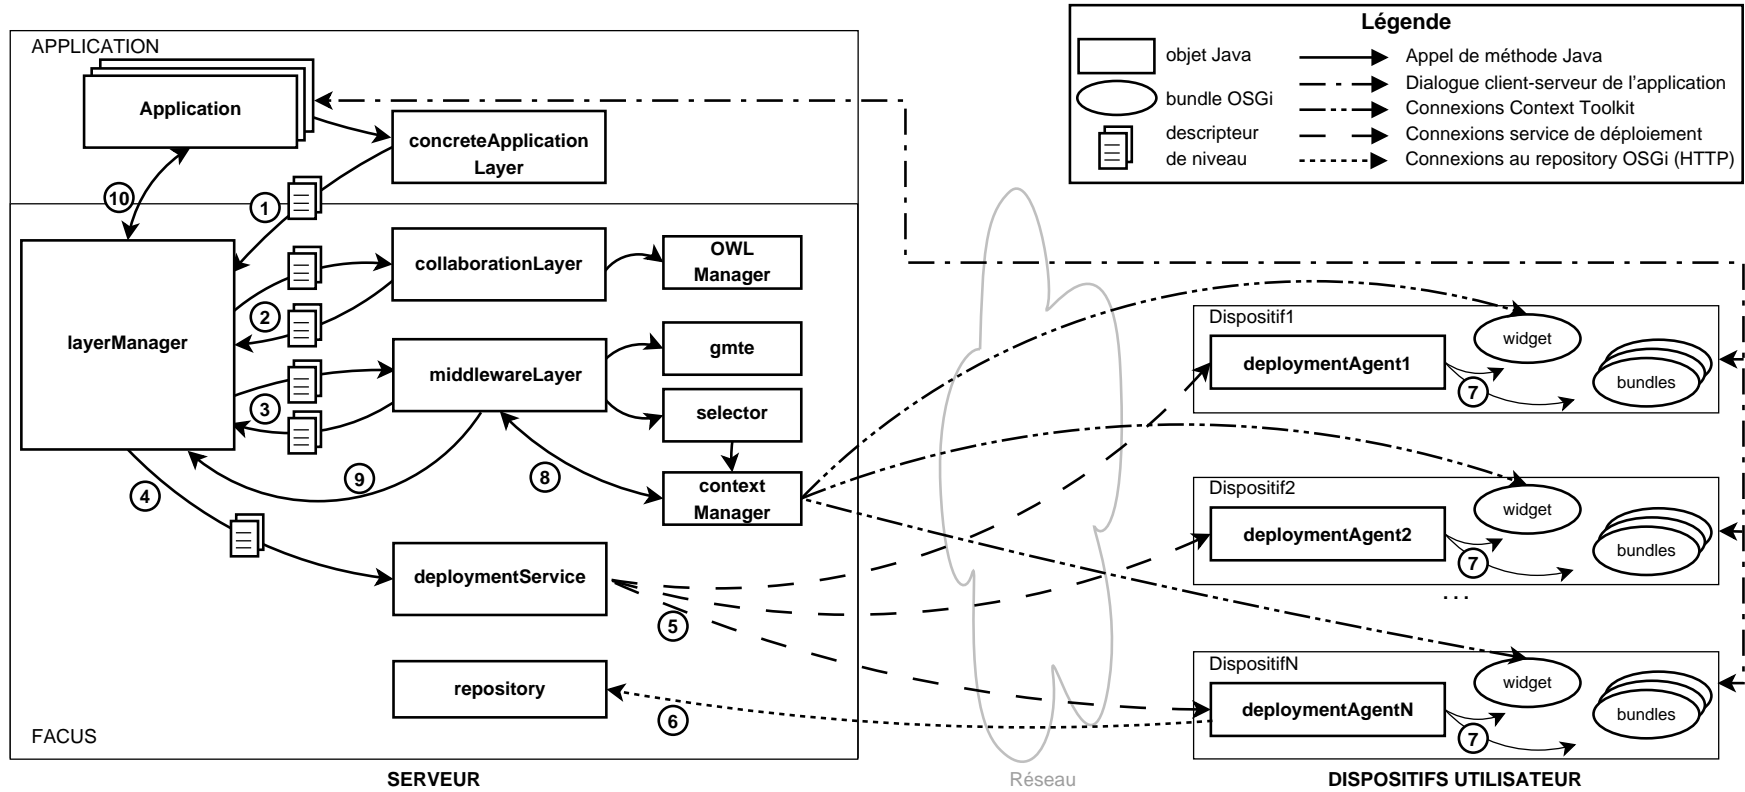 Légende
objet Java
Appel de méthode Java
Dialogue client-serveur de l'application
bundle OSGi
Connexions Context Toolkit
descripteur
de niveau
Connexions service de déploiement
Connexions au repository OSGi (HTTP)
APPLICATION
Application
concreteApplication
Layer
10
1
layerManager
collaborationLayer
OWL
Manager
2
middlewareLayer
gmte
selector
3
context
Manager
4
9
8
deploymentService
5
repository
6
FACUS
SERVEUR
Réseau
Dispositif1
deploymentAgent1
widget
7
bundles
Dispositif2
deploymentAgent2
widget
7
bundles
...
DispositifN
deploymentAgentN
widget
7
bundles
DISPOSITIFS UTILISATEUR